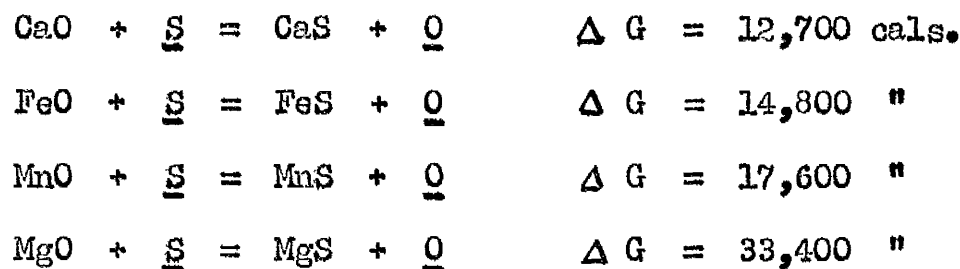 CaO + S = CaS + O Δ G = 12,700 cals.
FeO + S = FeS + O Δ G = 14,800 "
MnO + S = MnS + O Δ G = 17,600 "
MgO + S = MgS + O Δ G = 33,400 "